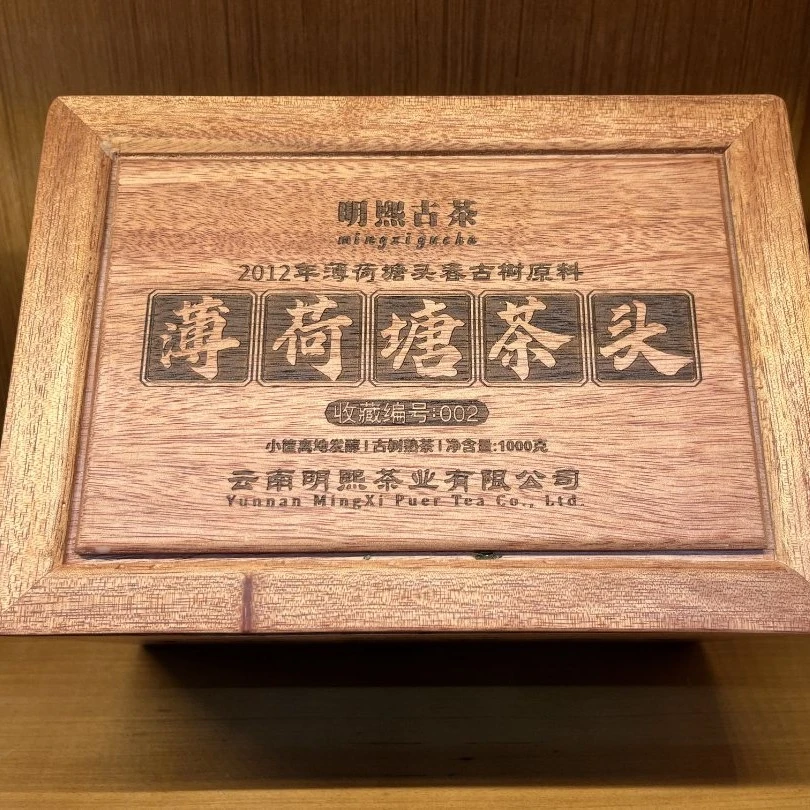 明熙古茶
mingxigucha
2012年薄荷塘头春古树原料
薄荷塘茶头
收藏编号:002
小筐离地发酵 | 古树熟茶 | 净含量:1000克
云南明熙茶业有限公司
Yunnan MingXi Puer Tea Co., Ltd.